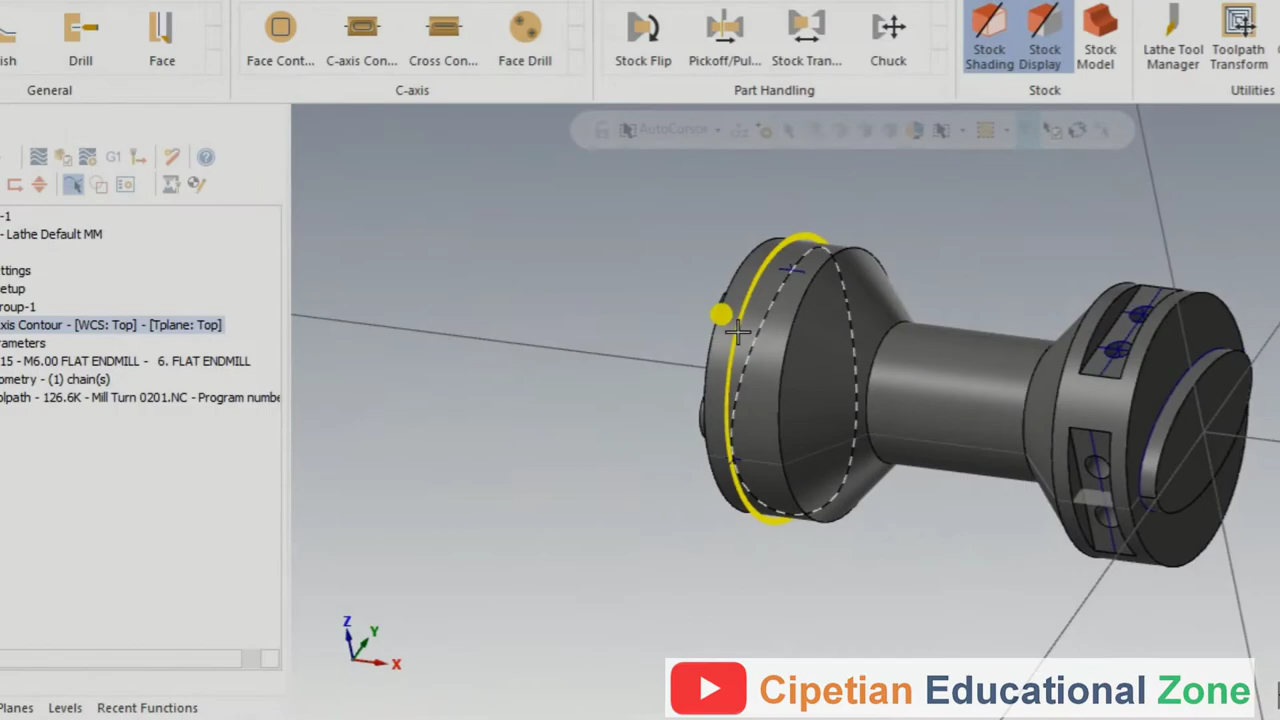 ish Drill Face Face Cont... C-axis Con... Cross Con... Face Drill Stock Flip Pickoff/Pul... Stock Tran... Chuck Stock Shading Stock Display Stock Model Lathe Tool Manager Toolpath Transform
General C-axis Part Handling Stock Utilities
AutoCursor
G1
-1
- Lathe Default MM
ttings
etup
roup-1
xis Contour - [WCS: Top] - [Tplane: Top]
rameters
15 - M6.00 FLAT ENDMILL - 6. FLAT ENDMILL
ometry - (1) chain(s)
olpath - 126.6K - Mill Turn 0201.NC - Program numbe
Z
Y
X
Planes Levels Recent Functions
Cipetian Educational Zone